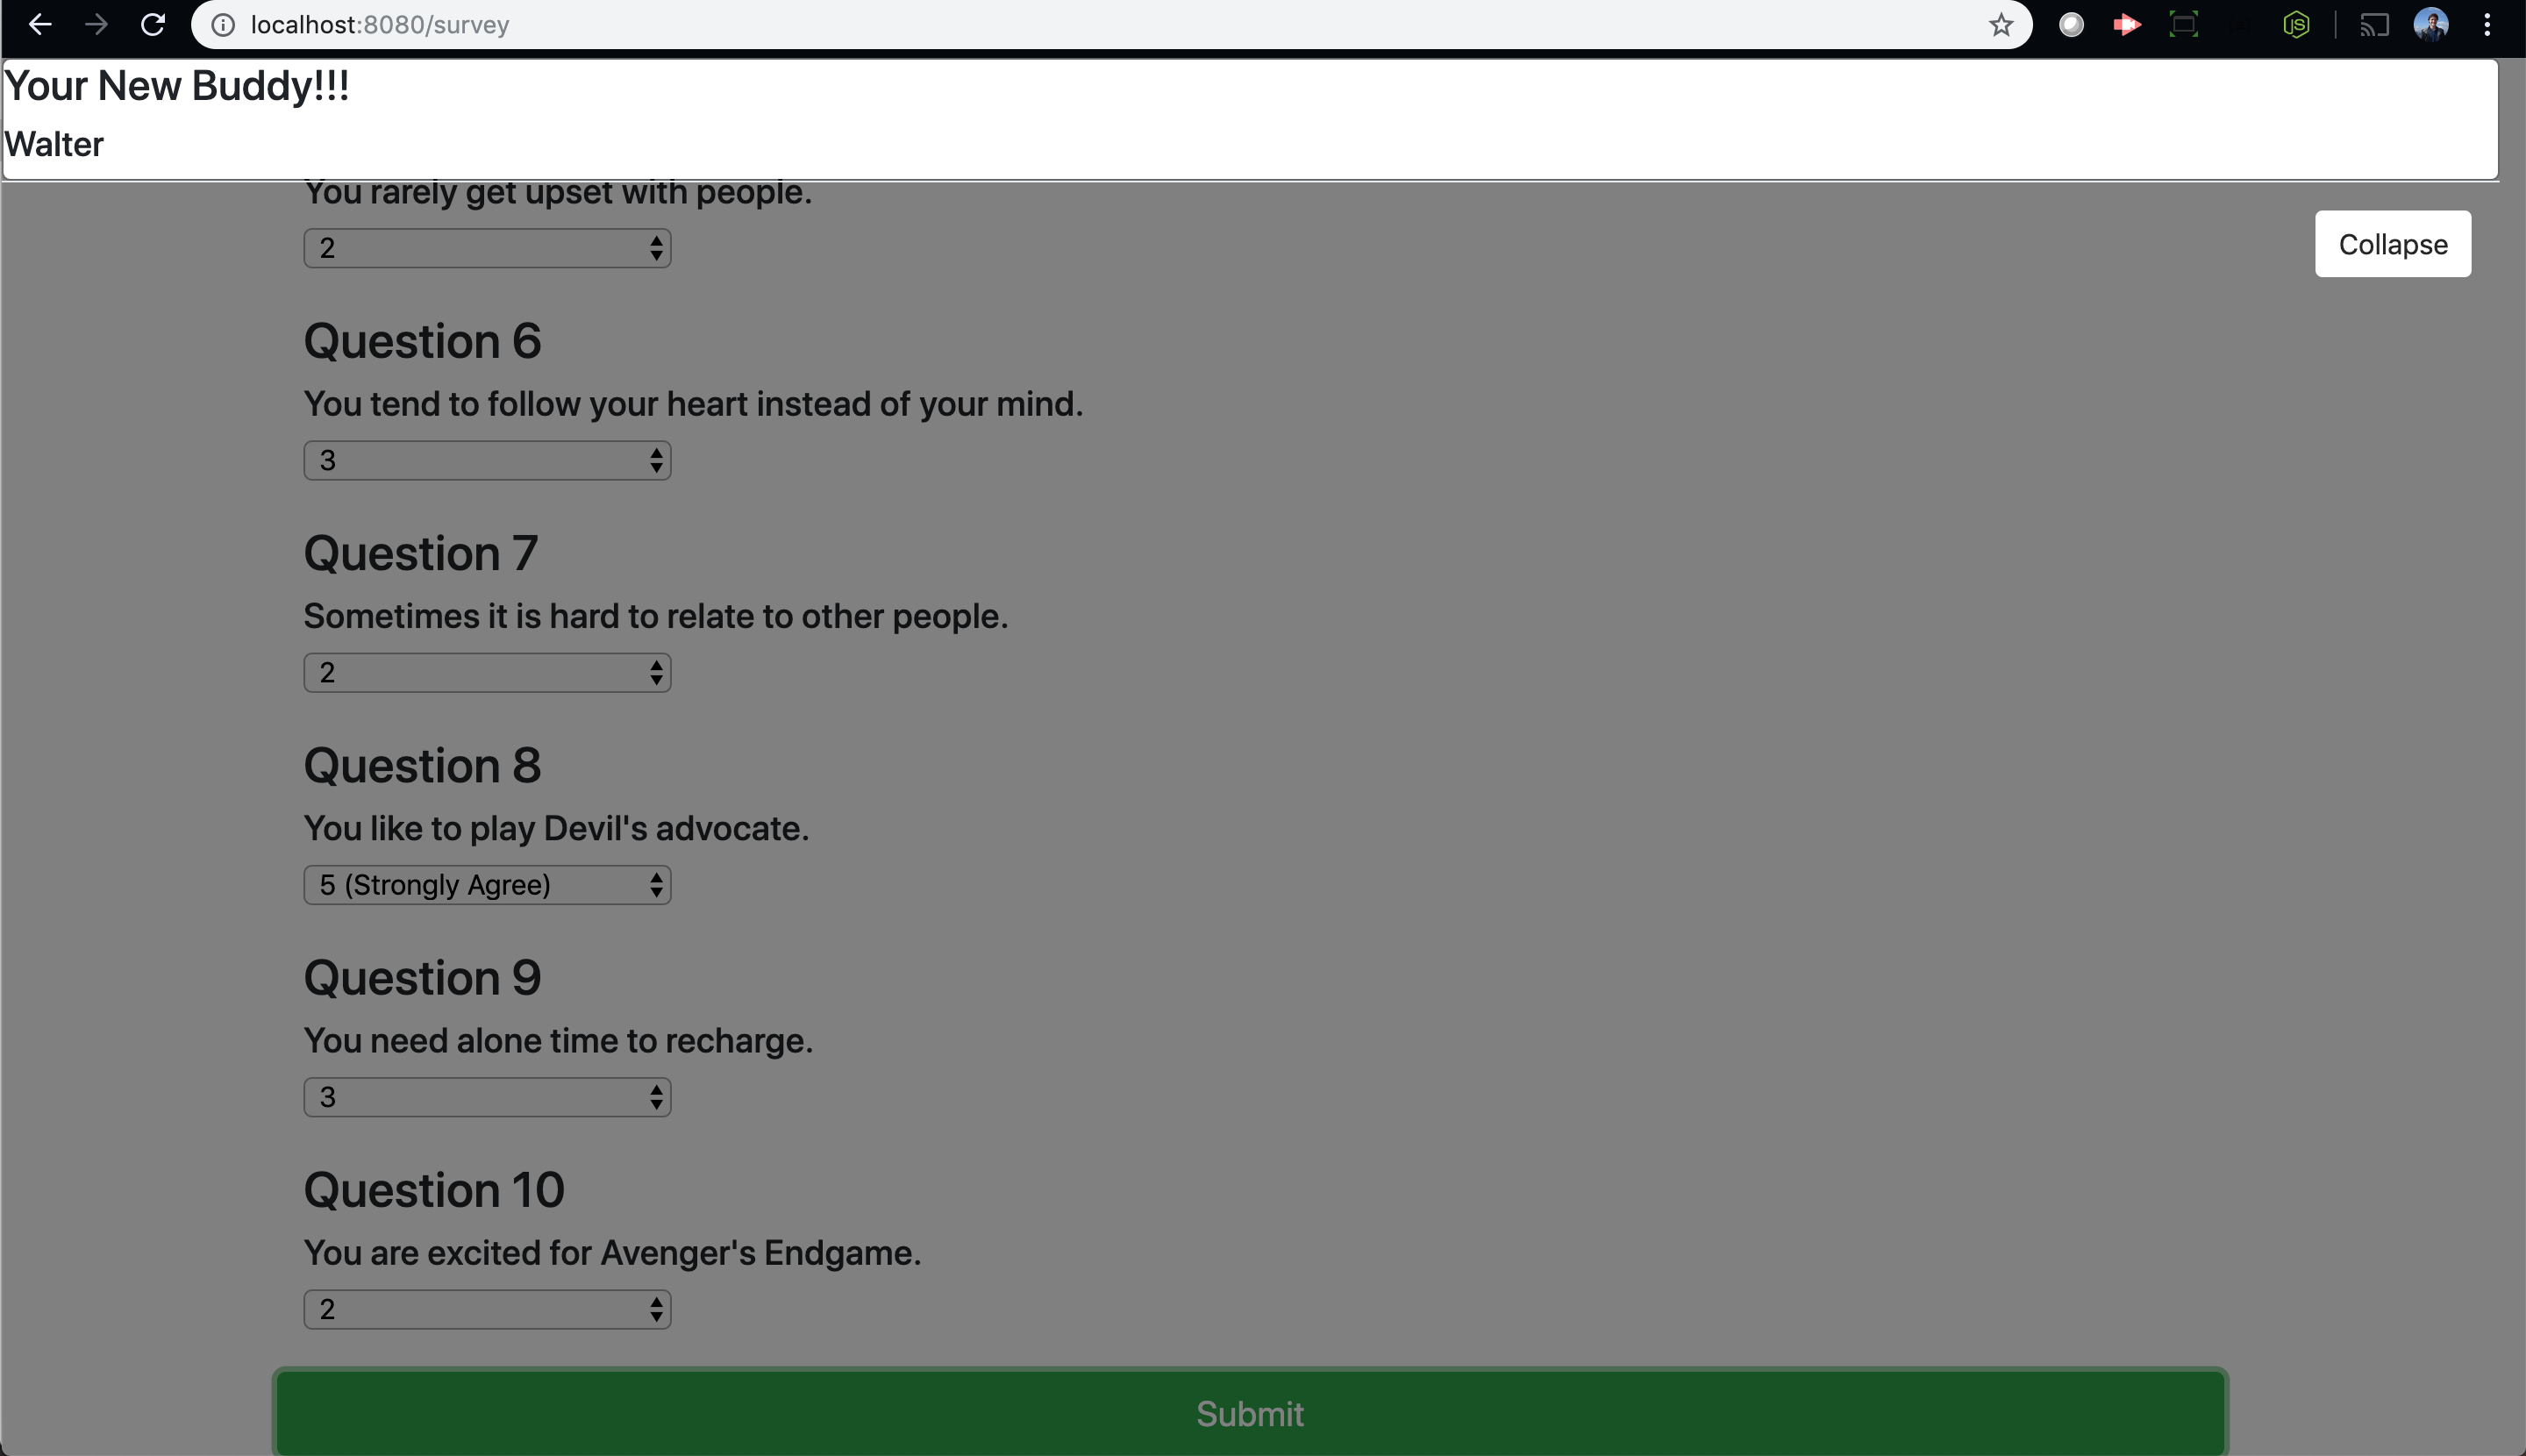 localhost:8080/survey
Your New Buddy!!!
Walter
You rarely get upset with people.
2
Collapse
Question 6
You tend to follow your heart instead of your mind.
3
Question 7
Sometimes it is hard to relate to other people.
2
Question 8
You like to play Devil's advocate.
5 (Strongly Agree)
Question 9
You need alone time to recharge.
3
Question 10
You are excited for Avenger's Endgame.
2
Submit